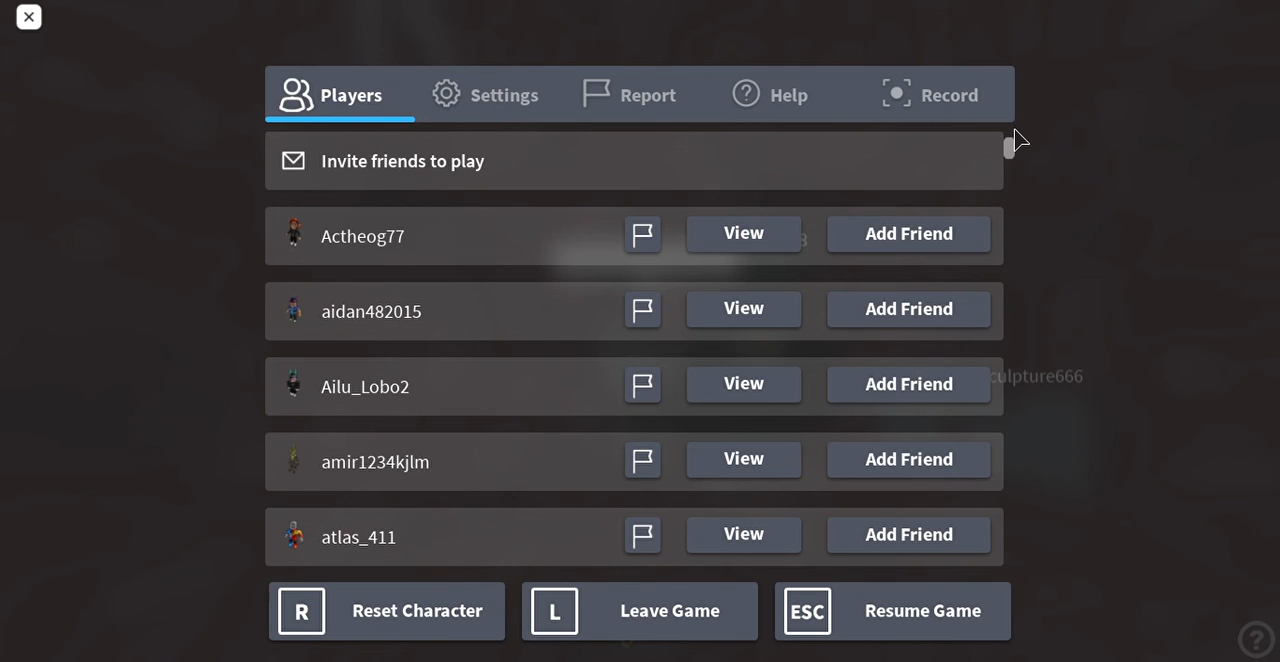 Players Settings Report Help Record
Invite friends to play
Actheog77 View Add Friend
aidan482015 View Add Friend
Ailu_Lobo2 View Add Friend
culpture666
amir1234kjlm View Add Friend
atlas_411 View Add Friend
R Reset Character L Leave Game ESC Resume Game